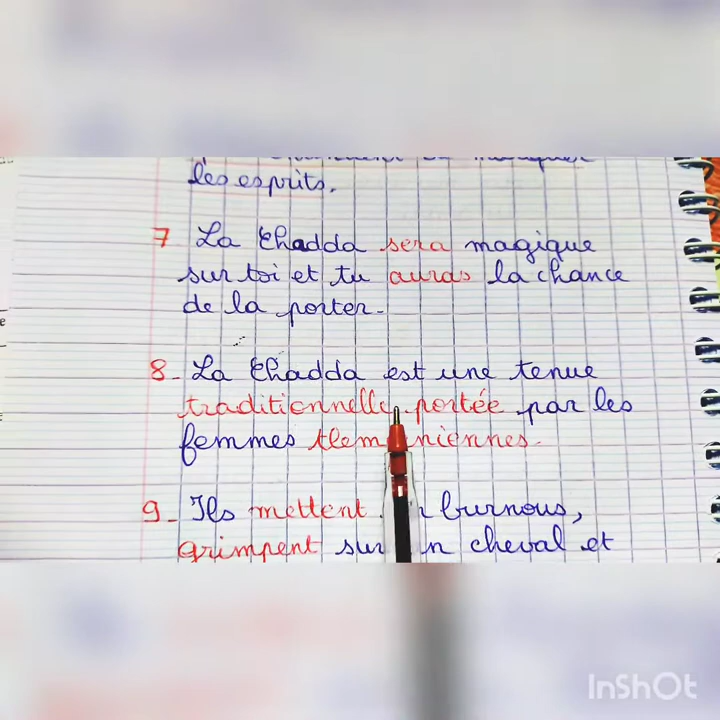 les esprits.
7 La Chadda sera magique
sur toi et tu auras la chance
de la porter.
8. La Chadda est une tenue
traditionnelle portée par les
femmes
9. Ils mettent burnous,
grimpent sur cheval et
InShOt